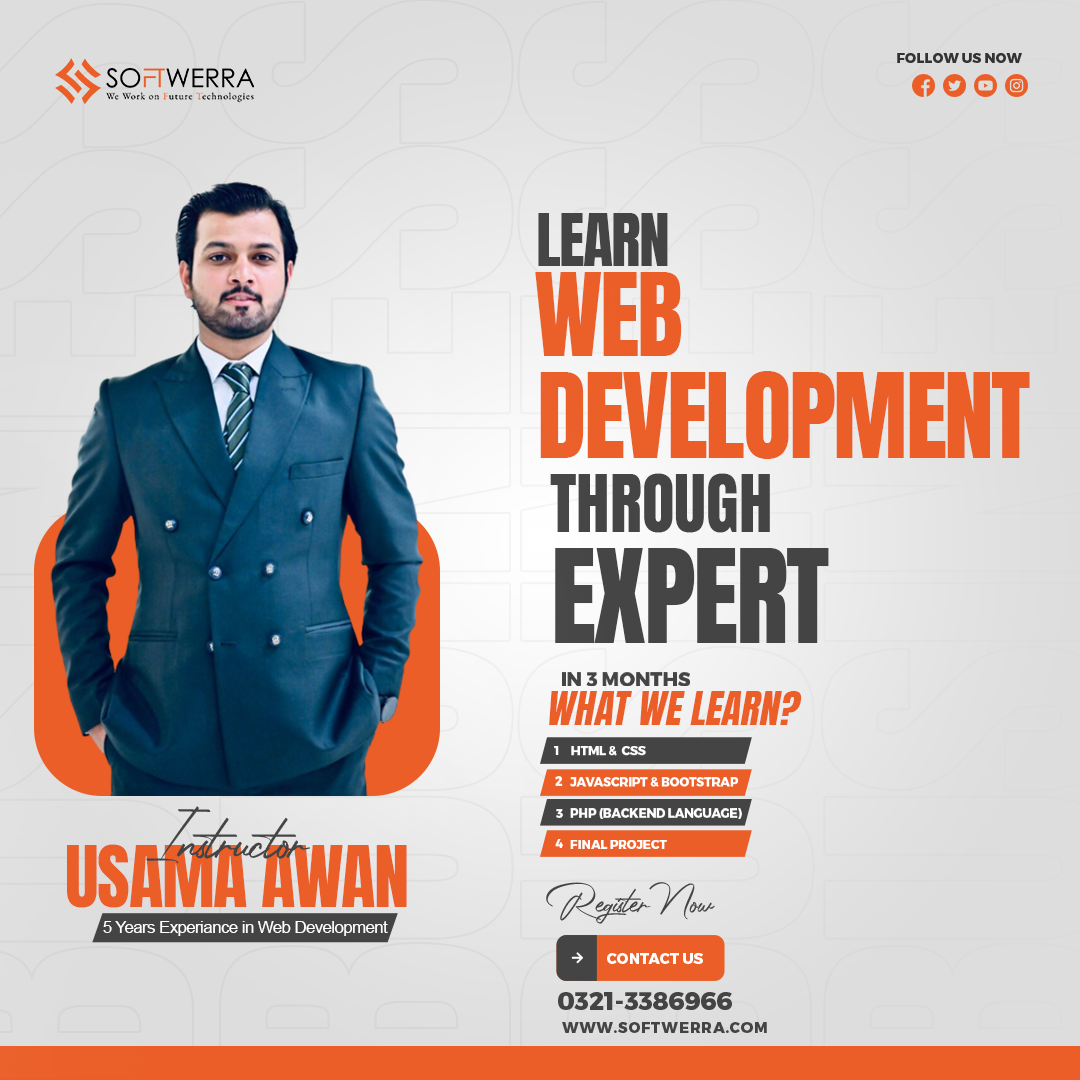 SOFTWERRA
We Work on Future Technologies
FOLLOW US NOW
LEARN
WEB
DEVELOPMENT
THROUGH
EXPERT
IN 3 MONTHS
WHAT WE LEARN?
1 HTML & CSS
2 JAVASCRIPT & BOOTSTRAP
3 PHP (BACKEND LANGUAGE)
4 FINAL PROJECT
Instructor
USAMA AWAN
5 Years Experiance in Web Development
Register Now
CONTACT US
0321-3386966
WWW.SOFTWERRA.COM